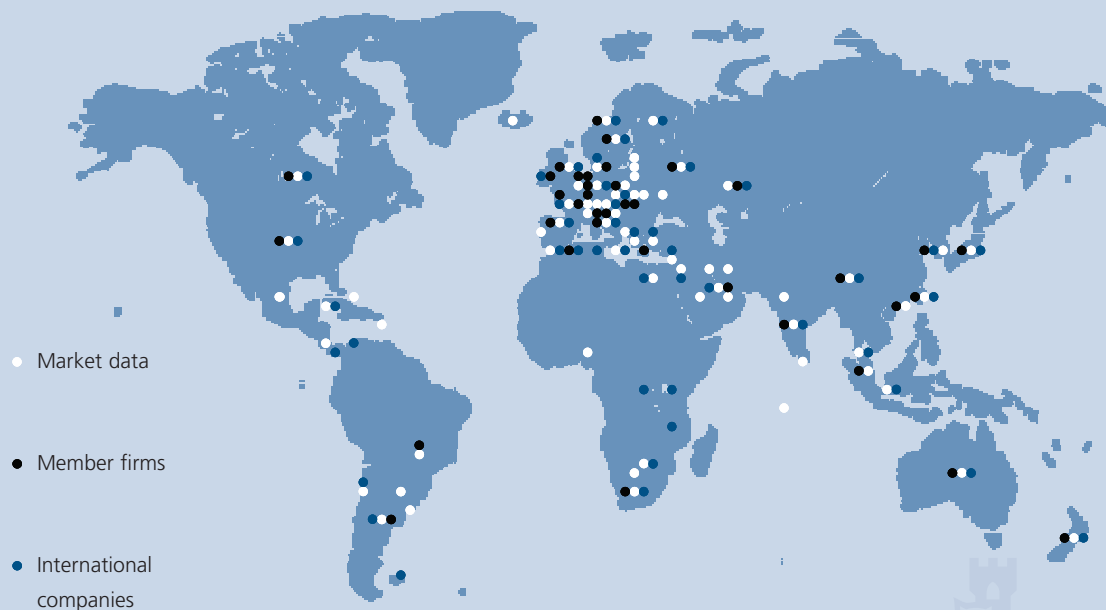 Market data
Member firms
International
companies